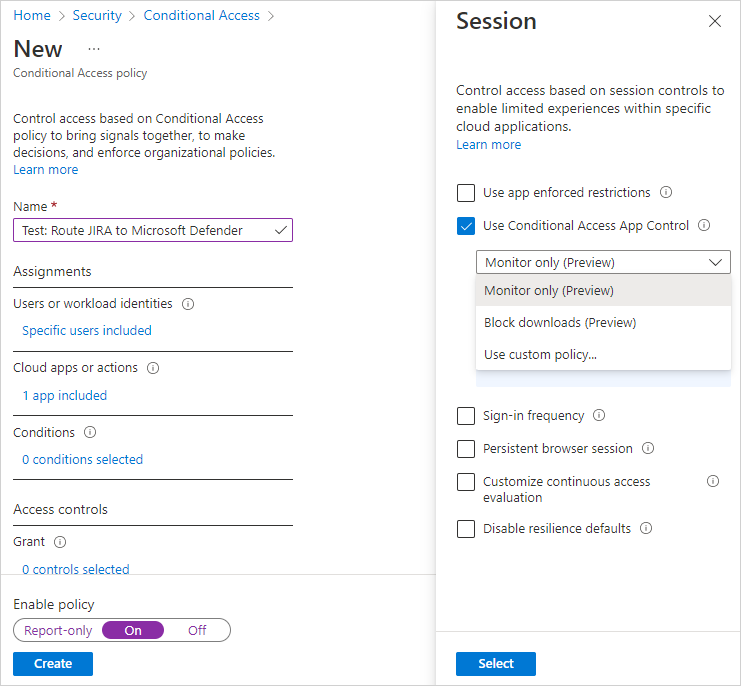 Home > Security > Conditional Access >
New ...
Conditional Access policy
Control access based on Conditional Access
policy to bring signals together, to make
decisions, and enforce organizational policies.
Learn more
Name *
Test: Route JIRA to Microsoft Defender
Assignments
Users or workload identities
Specific users included
Cloud apps or actions
1 app included
Conditions
0 conditions selected
Access controls
Grant
0 controls selected
Enable policy
Report-only On Off
Create
Session
Control access based on session controls to
enable limited experiences within specific
cloud applications.
Learn more
Use app enforced restrictions
Use Conditional Access App Control
Monitor only (Preview)
Monitor only (Preview)
Block downloads (Preview)
Use custom policy...
Sign-in frequency
Persistent browser session
Customize continuous access
evaluation
Disable resilience defaults
Select